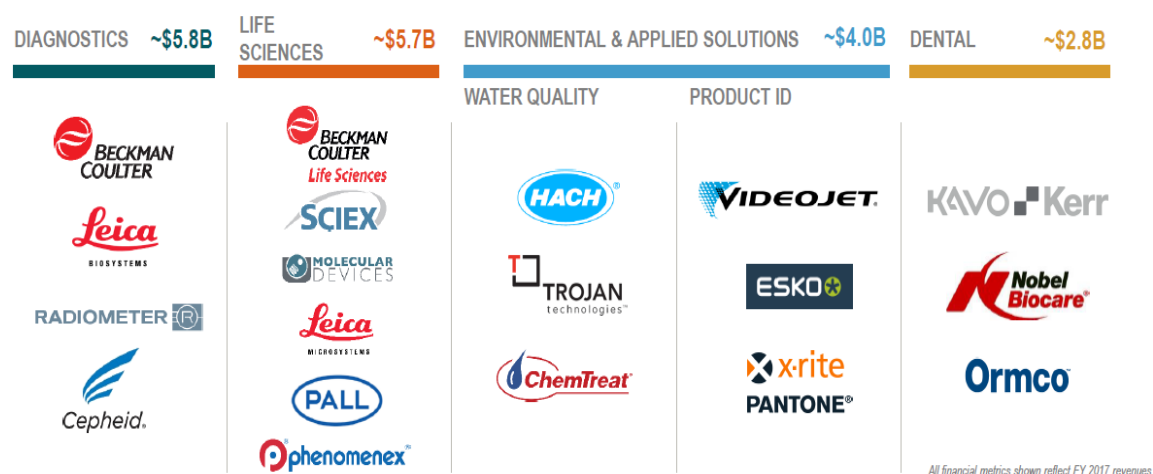 DIAGNOSTICS ~$5.8B
LIFE
SCIENCES ~$5.7B
ENVIRONMENTAL & APPLIED SOLUTIONS ~$4.0B
DENTAL ~$2.8B
WATER QUALITY
PRODUCT ID
BECKMAN
COULTER
Leica
BIOSYSTEMS
RADIOMETER R
Cepheid.
BECKMAN
COULTER
Life Sciences
SCIEX
MOLECULAR
DEVICES
Leica
MICROSYSTEMS
PALL
phenomenex®
HACH®
TROJAN
technologies™
ChemTreat®
VIDEOJET.
ESKO
x·rite
PANTONE®
KAVO Kerr
Nobel
Biocare®
Ormco™
All financial metrics shown reflect FY 2017 revenues